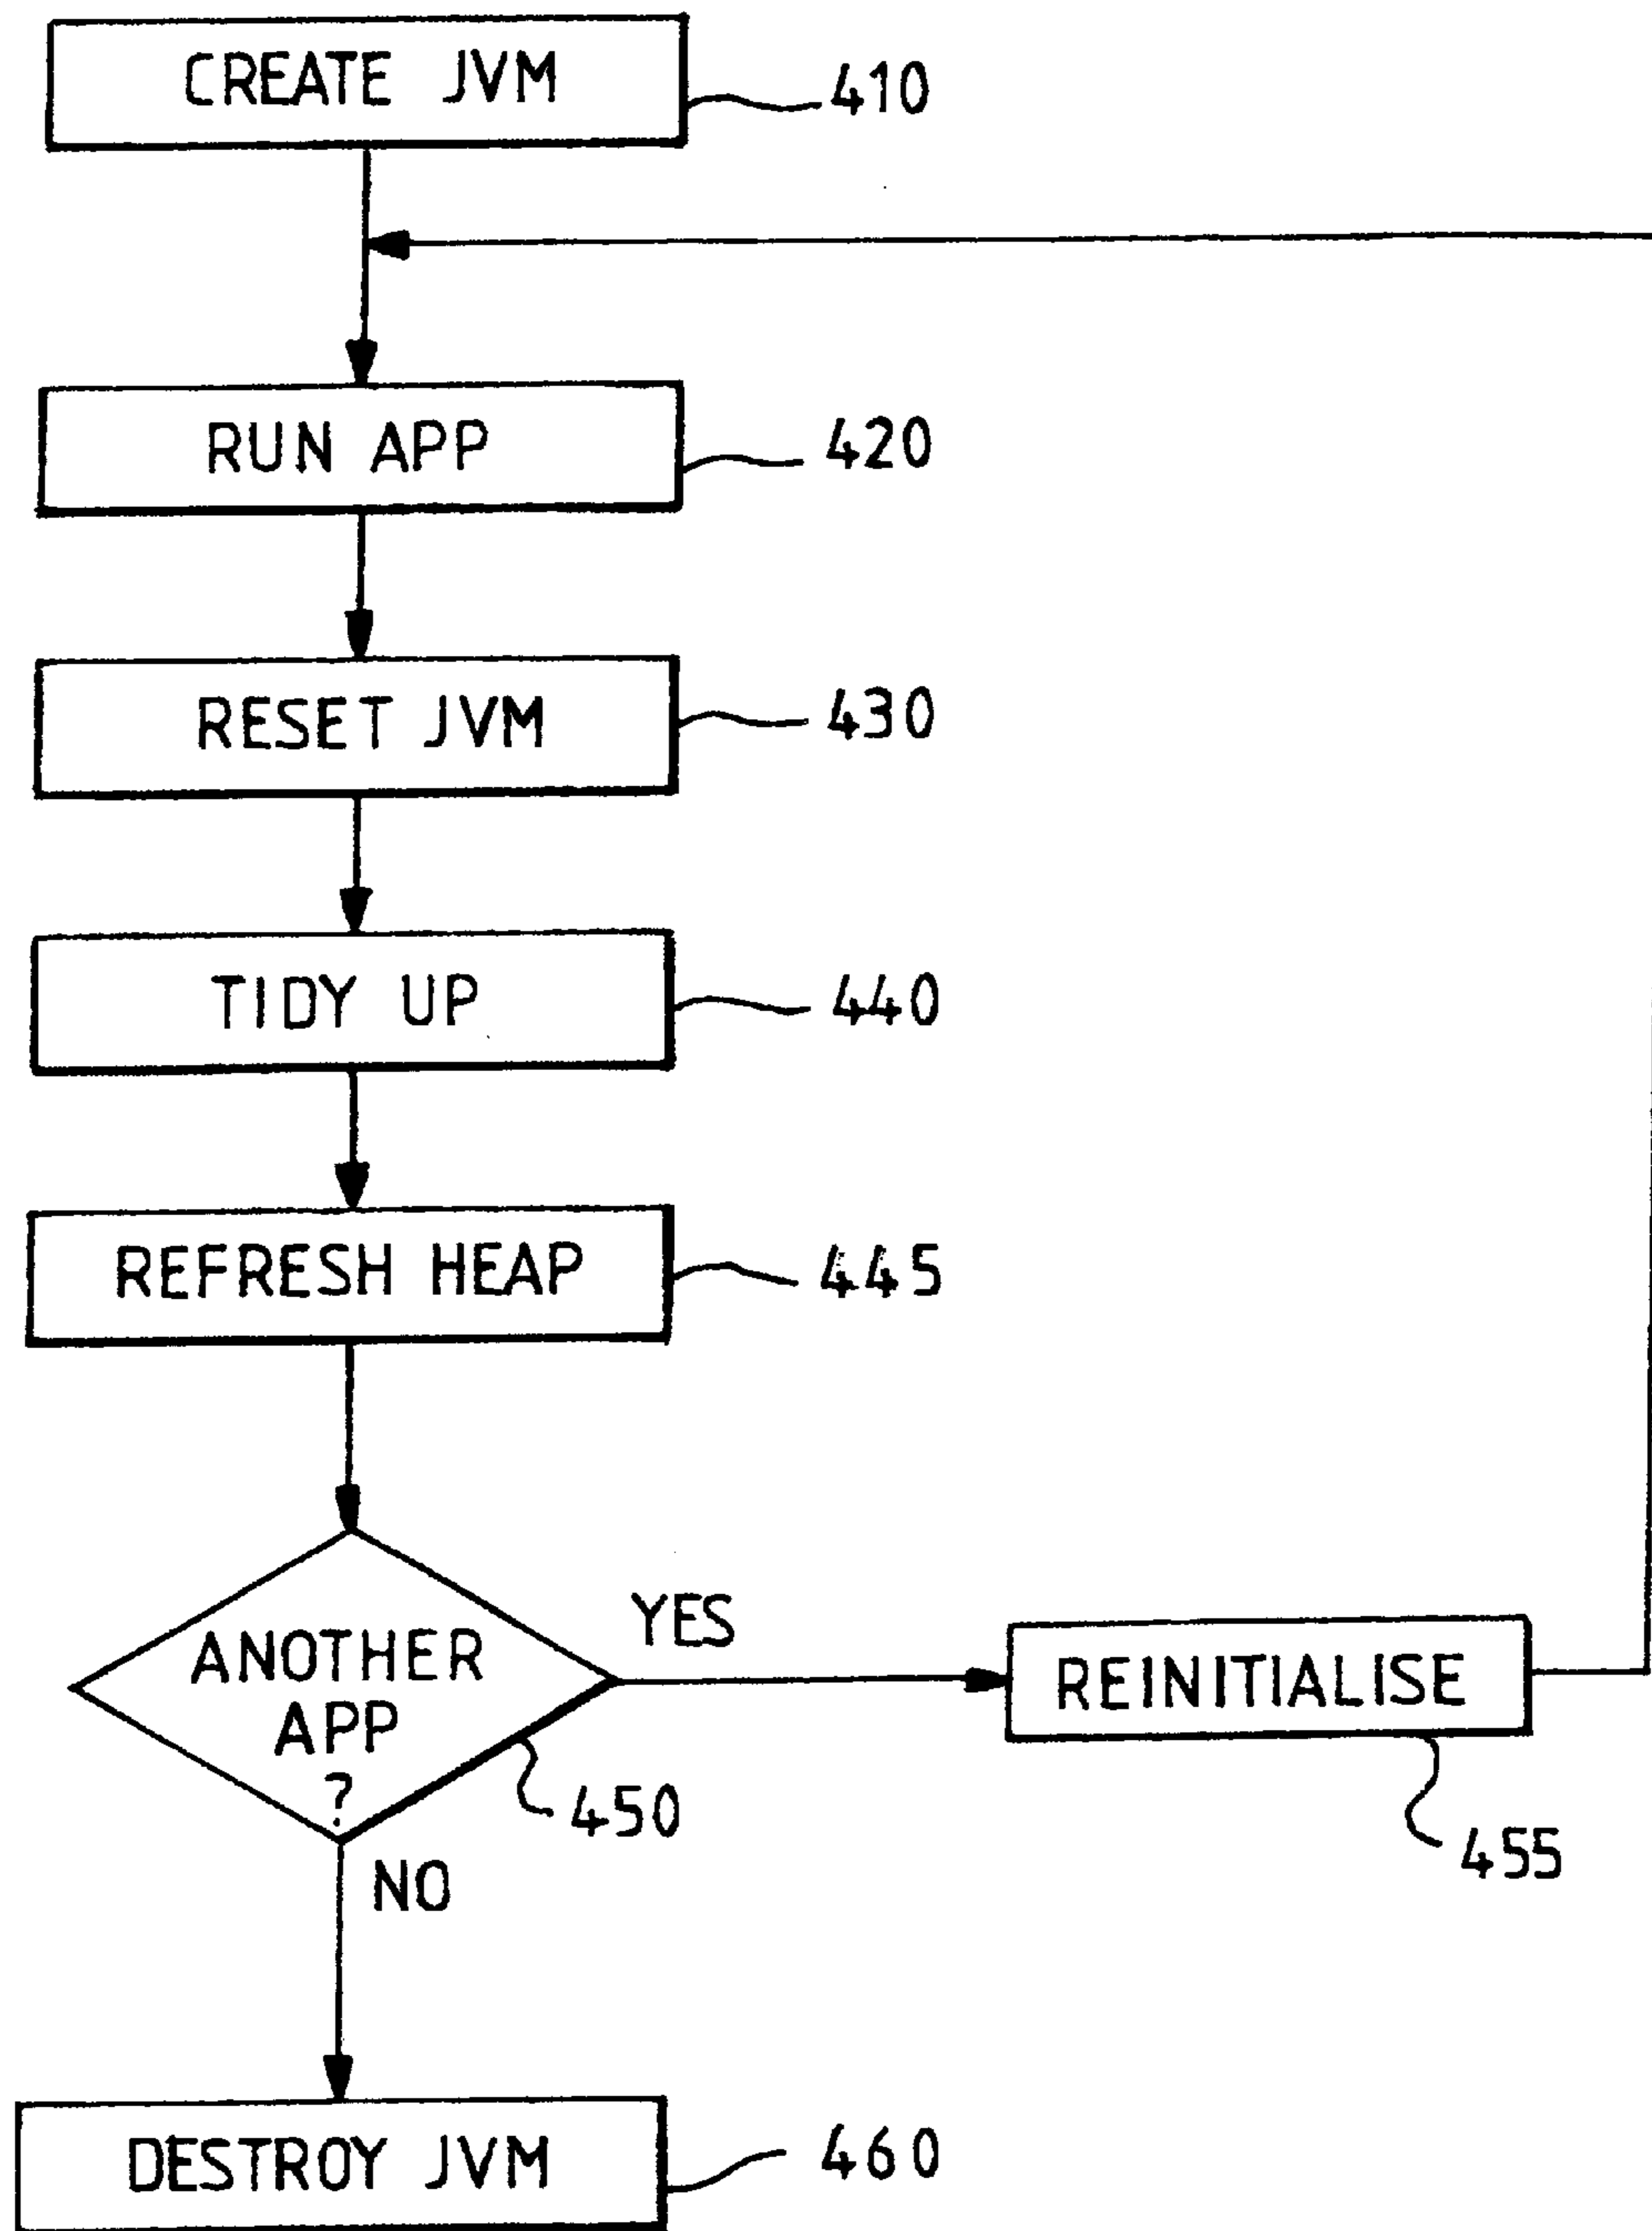 CREATE JVM
410
RUN APP
420
RESET JVM
430
TIDY UP
440
REFRESH HEAP
445
YES
ANOTHER
APP
?
450
REINITIALISE
455
NO
DESTROY JVM
460